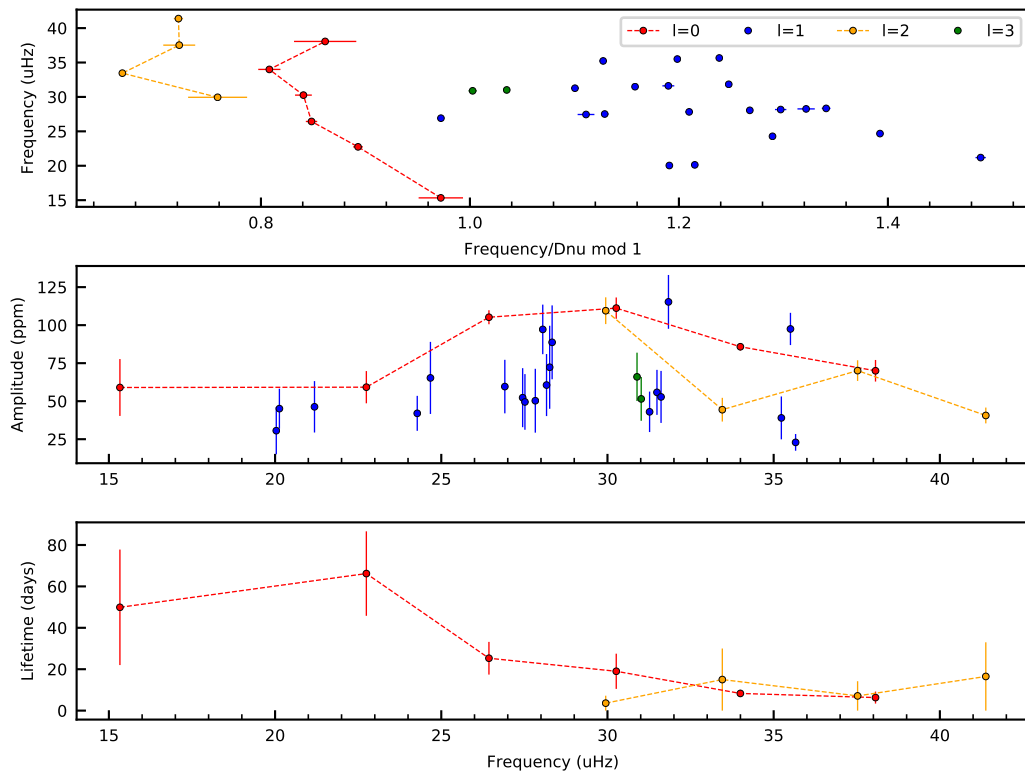 Frequency (uHz)
40
35
30
25
20
15
l=0 l=1 l=2 l=3
0.8 1.0 1.2 1.4
Frequency/Dnu mod 1
Amplitude (ppm)
125
100
75
50
25
15 20 25 30 35 40
Lifetime (days)
80
60
40
20
0
15 20 25 30 35 40
Frequency (uHz)